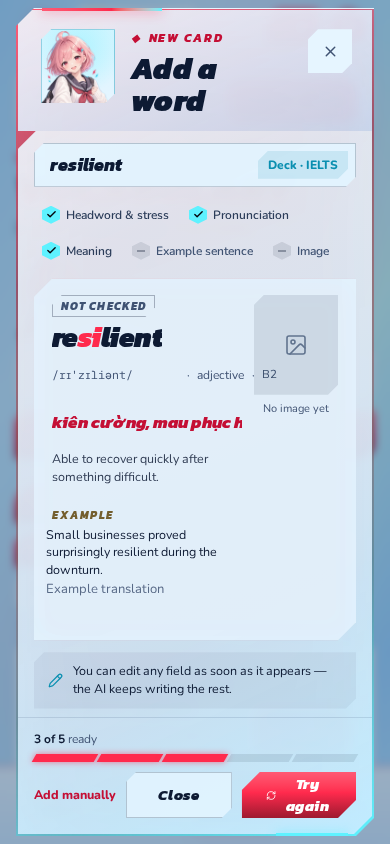 ◆ NEW CARD
Add a
word
resilient
Deck · IELTS
Headword & stress
Pronunciation
Meaning
Example sentence
Image
NOT CHECKED
resilient
/rɪˈzɪliənt/ · adjective · B2
No image yet
kiên cường, mau phục h
Able to recover quickly after
something difficult.
EXAMPLE
Small businesses proved
surprisingly resilient during the
downturn.
Example translation
You can edit any field as soon as it appears —
the AI keeps writing the rest.
3 of 5 ready
Add manually
Close
Try
again